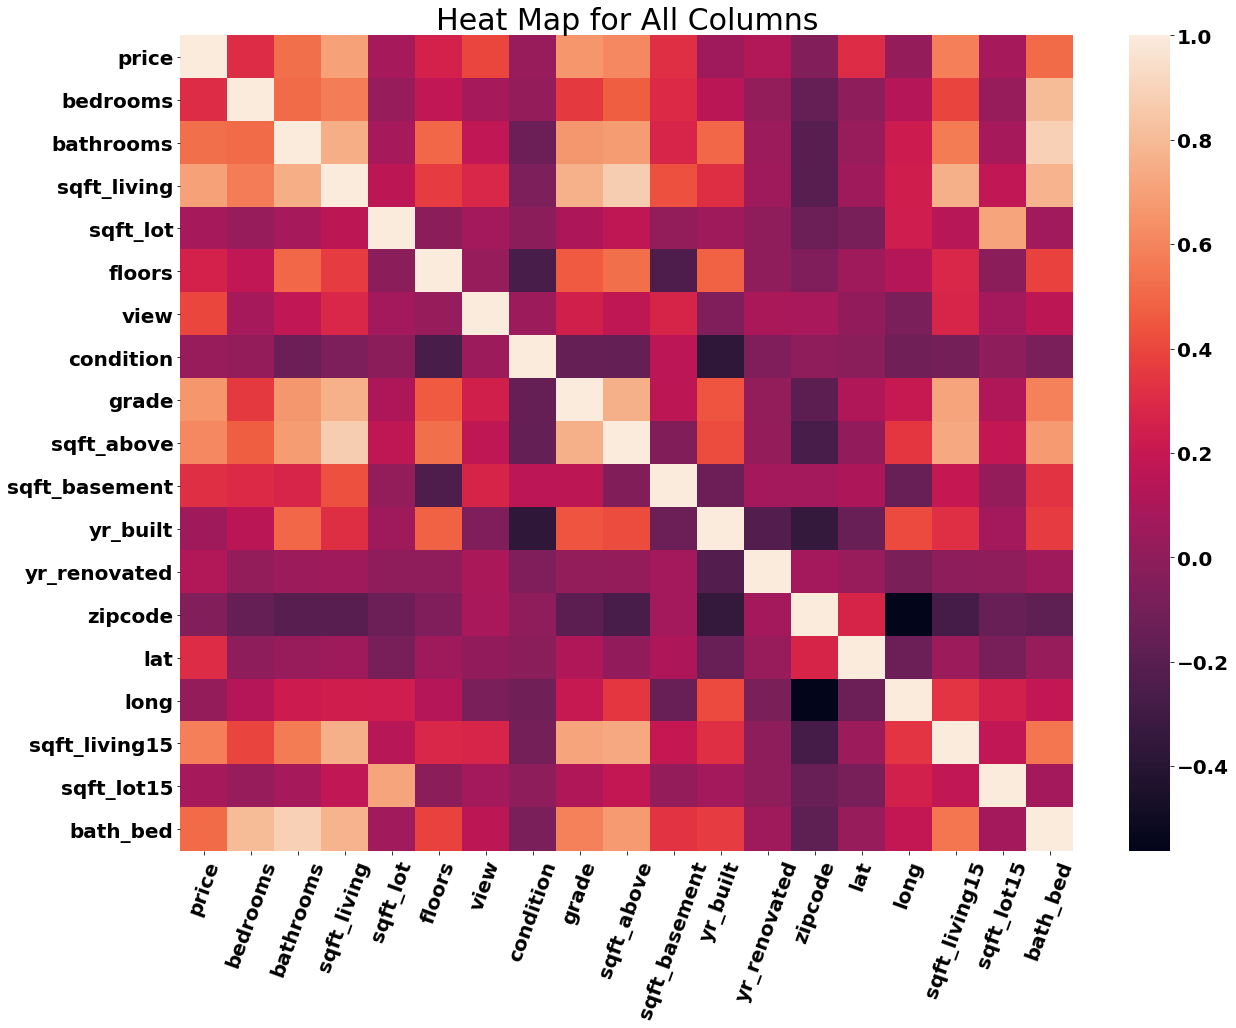 Heat Map for All Columns
price
bedrooms
bathrooms
sqft_living
sqft_lot
floors
view
condition
grade
sqft_above
sqft_basement
yr_built
yr_renovated
zipcode
lat
long
sqft_living15
sqft_lot15
bath_bed
price
bedrooms
bathrooms
sqft_living
sqft_lot
floors
view
condition
grade
sqft_above
sqft_basement
yr_built
yr_renovated
zipcode
lat
long
sqft_living15
sqft_lot15
bath_bed
1.0
0.8
0.6
0.4
0.2
0.0
−0.2
−0.4